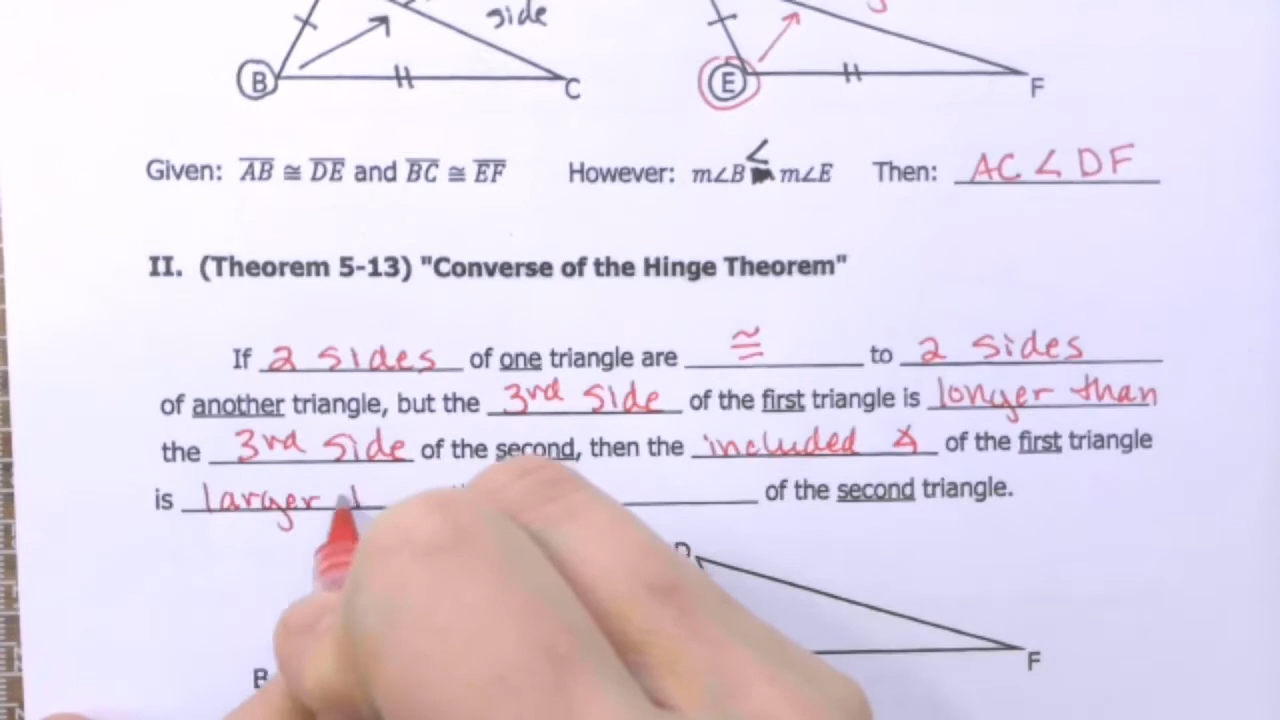 side
B
C
E
F
Given: AB ≅ DE and BC ≅ EF However: m∠B < m∠E Then: AC < DF
II. (Theorem 5-13) "Converse of the Hinge Theorem"
If 2 sides of one triangle are ≅ to 2 sides
of another triangle, but the 3rd side of the first triangle is longer than
the 3rd side of the second, then the included ∡ of the first triangle
is larger of the second triangle.
D
F
B